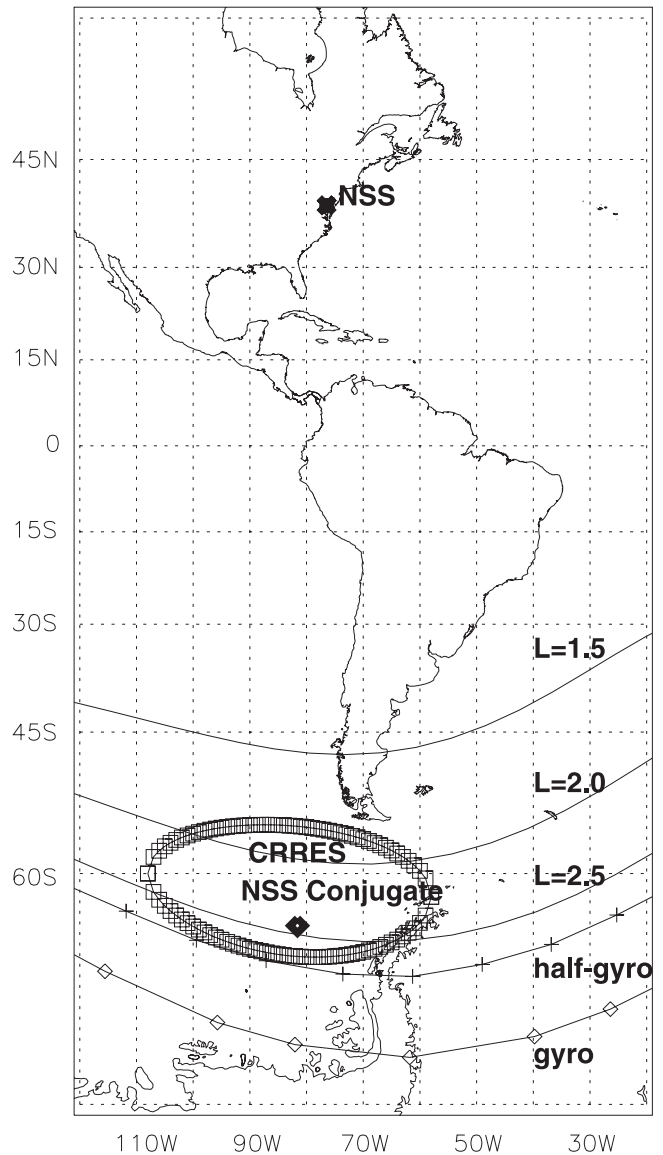 45N
NSS
30N
15N
0
15S
30S
L=1.5
45S
L=2.0
CRRES
60S
L=2.5
NSS Conjugate
half-gyro
gyro
110W 90W 70W 50W 30W